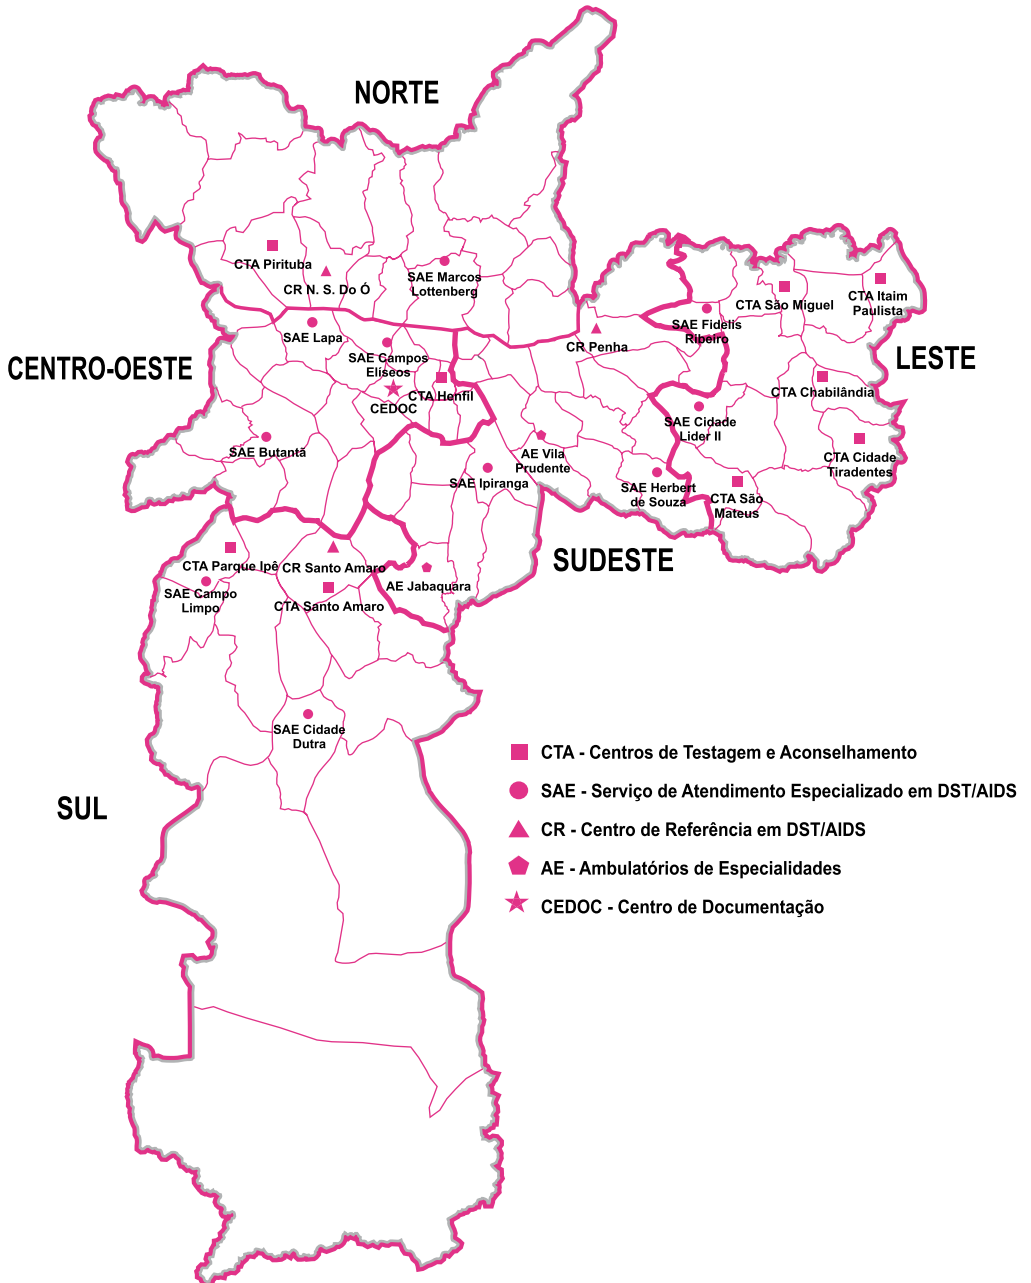 NORTE
CTA Pirituba
CR N. S. Do Ó
SAE Marcos
Lottenberg
CENTRO-OESTE
SAE Lapa
SAE Campos
Eliseos
CEDOC
CTA Henfil
SAE Butantã
CR Penha
SAE Fidelis
Ribeiro
CTA São Miguel
CTA Itaim
Paulista
LESTE
CTA Chabilândia
SAE Cidade
Lider II
CTA Cidade
Tiradentes
CTA São
Mateus
AE Vila
Prudente
SAE Ipiranga
SAE Herbert
de Souza
SUDESTE
AE Jabaquara
CTA Parque Ipê
CR Santo Amaro
SAE Campo
Limpo
CTA Santo Amaro
SAE Cidade
Dutra
SUL
CTA - Centros de Testagem e Aconselhamento
SAE - Serviço de Atendimento Especializado em DST/AIDS
CR - Centro de Referência em DST/AIDS
AE - Ambulatórios de Especialidades
CEDOC - Centro de Documentação